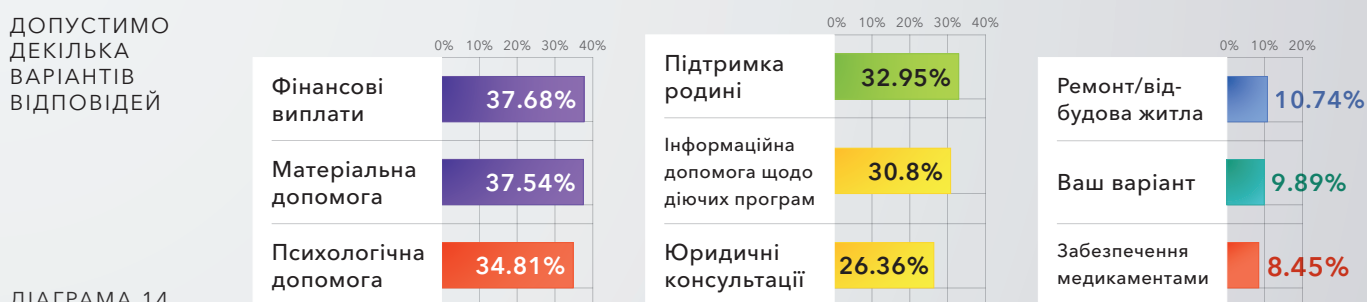 ДОПУСТИМО
ДЕКІЛЬКА
ВАРІАНТІВ
ВІДПОВІДЕЙ
0% 10% 20% 30% 40%
Фінансові
виплати
37.68%
Матеріальна
допомога
37.54%
Психологічна
допомога
34.81%
0% 10% 20% 30% 40%
Підтримка
родині
32.95%
Інформаційна
допомога щодо
діючих програм
30.8%
Юридичні
консультації
26.36%
0% 10% 20%
Ремонт/від-
будова житла
10.74%
Ваш варіант
9.89%
Забезпечення
медикаментами
8.45%
ДІАГРАМА 14